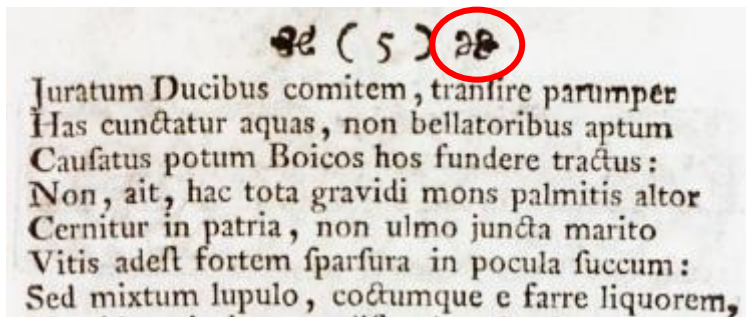 ( 5 )
Juratum Ducibus comitem, tranſire parumper
Has cunctatur aquas, non bellatoribus aptum
Cauſatus potum Boicos hos fundere tractus:
Non, ait, hac tota gravidi mons palmitis altor
Cernitur in patria, non ulmo juncta marito
Vitis adeſt fortem ſparſura in pocula ſuccum:
Sed mixtum lupulo, coctumque e farre liquorem,